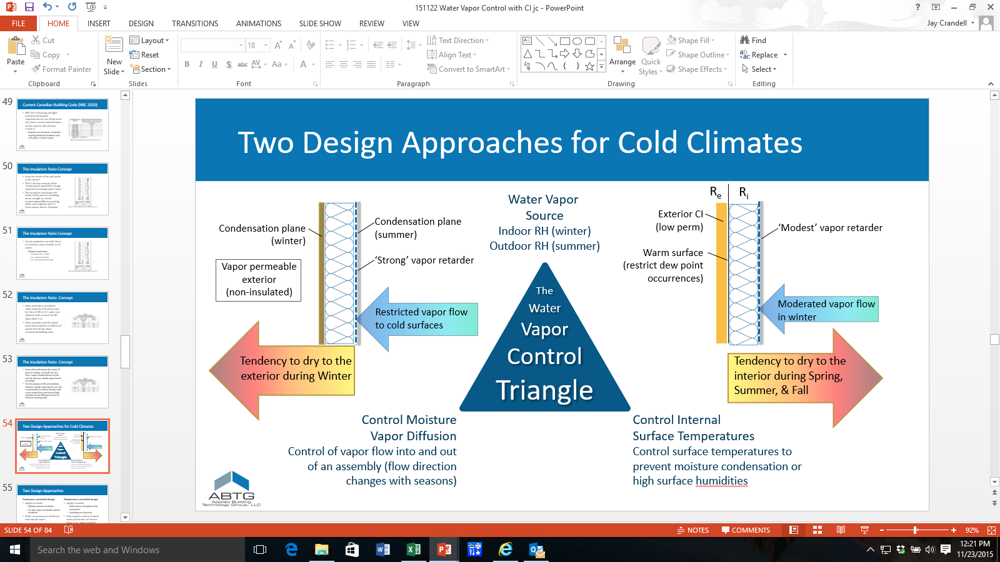 151122 Water Vapor Control with CI jc - PowerPoint
FILE
HOME
INSERT
DESIGN
TRANSITIONS
ANIMATIONS
SLIDE SHOW
REVIEW
VIEW
Jay Crandell
Paste
Cut
Copy
Format Painter
Clipboard
New
Slide
Layout
Reset
Section
Slides
18
B I U S abc AV Aa A
Font
Text Direction
Align Text
Convert to SmartArt
Paragraph
Arrange
Quick
Styles
Shape Fill
Shape Outline
Shape Effects
Drawing
Find
Replace
Select
Editing
49
Current Canadian Building Code (NBC 2010)
50
The Insulation Ratio Concept
51
The Insulation Ratio Concept
52
The Insulation Ratio Concept
53
The Insulation Ratio Concept
54
Two Design Approaches for Cold Climates
55
Two Design Approaches
Two Design Approaches for Cold Climates
Condensation plane
(winter)
Vapor permeable
exterior
(non-insulated)
Condensation plane
(summer)
‘Strong’ vapor retarder
Restricted vapor flow
to cold surfaces
Tendency to dry to the
exterior during Winter
Water Vapor
Source
Indoor RH (winter)
Outdoor RH (summer)
The
Water
Vapor
Control
Triangle
Control Moisture
Vapor Diffusion
Control of vapor flow into and out
of an assembly (flow direction
changes with seasons)
Re
Ri
Exterior CI
(low perm)
Warm surface
(restrict dew point
occurrences)
‘Modest’ vapor retarder
Moderated vapor flow
in winter
Tendency to dry to the
interior during Spring,
Summer, & Fall
Control Internal
Surface Temperatures
Control surface temperatures to
prevent moisture condensation or
high surface humidities
ABTG
Applied Building
Technology Group, LLC
SLIDE 54 OF 84
NOTES
COMMENTS
92%
Search the web and Windows
12:21 PM
11/23/2015